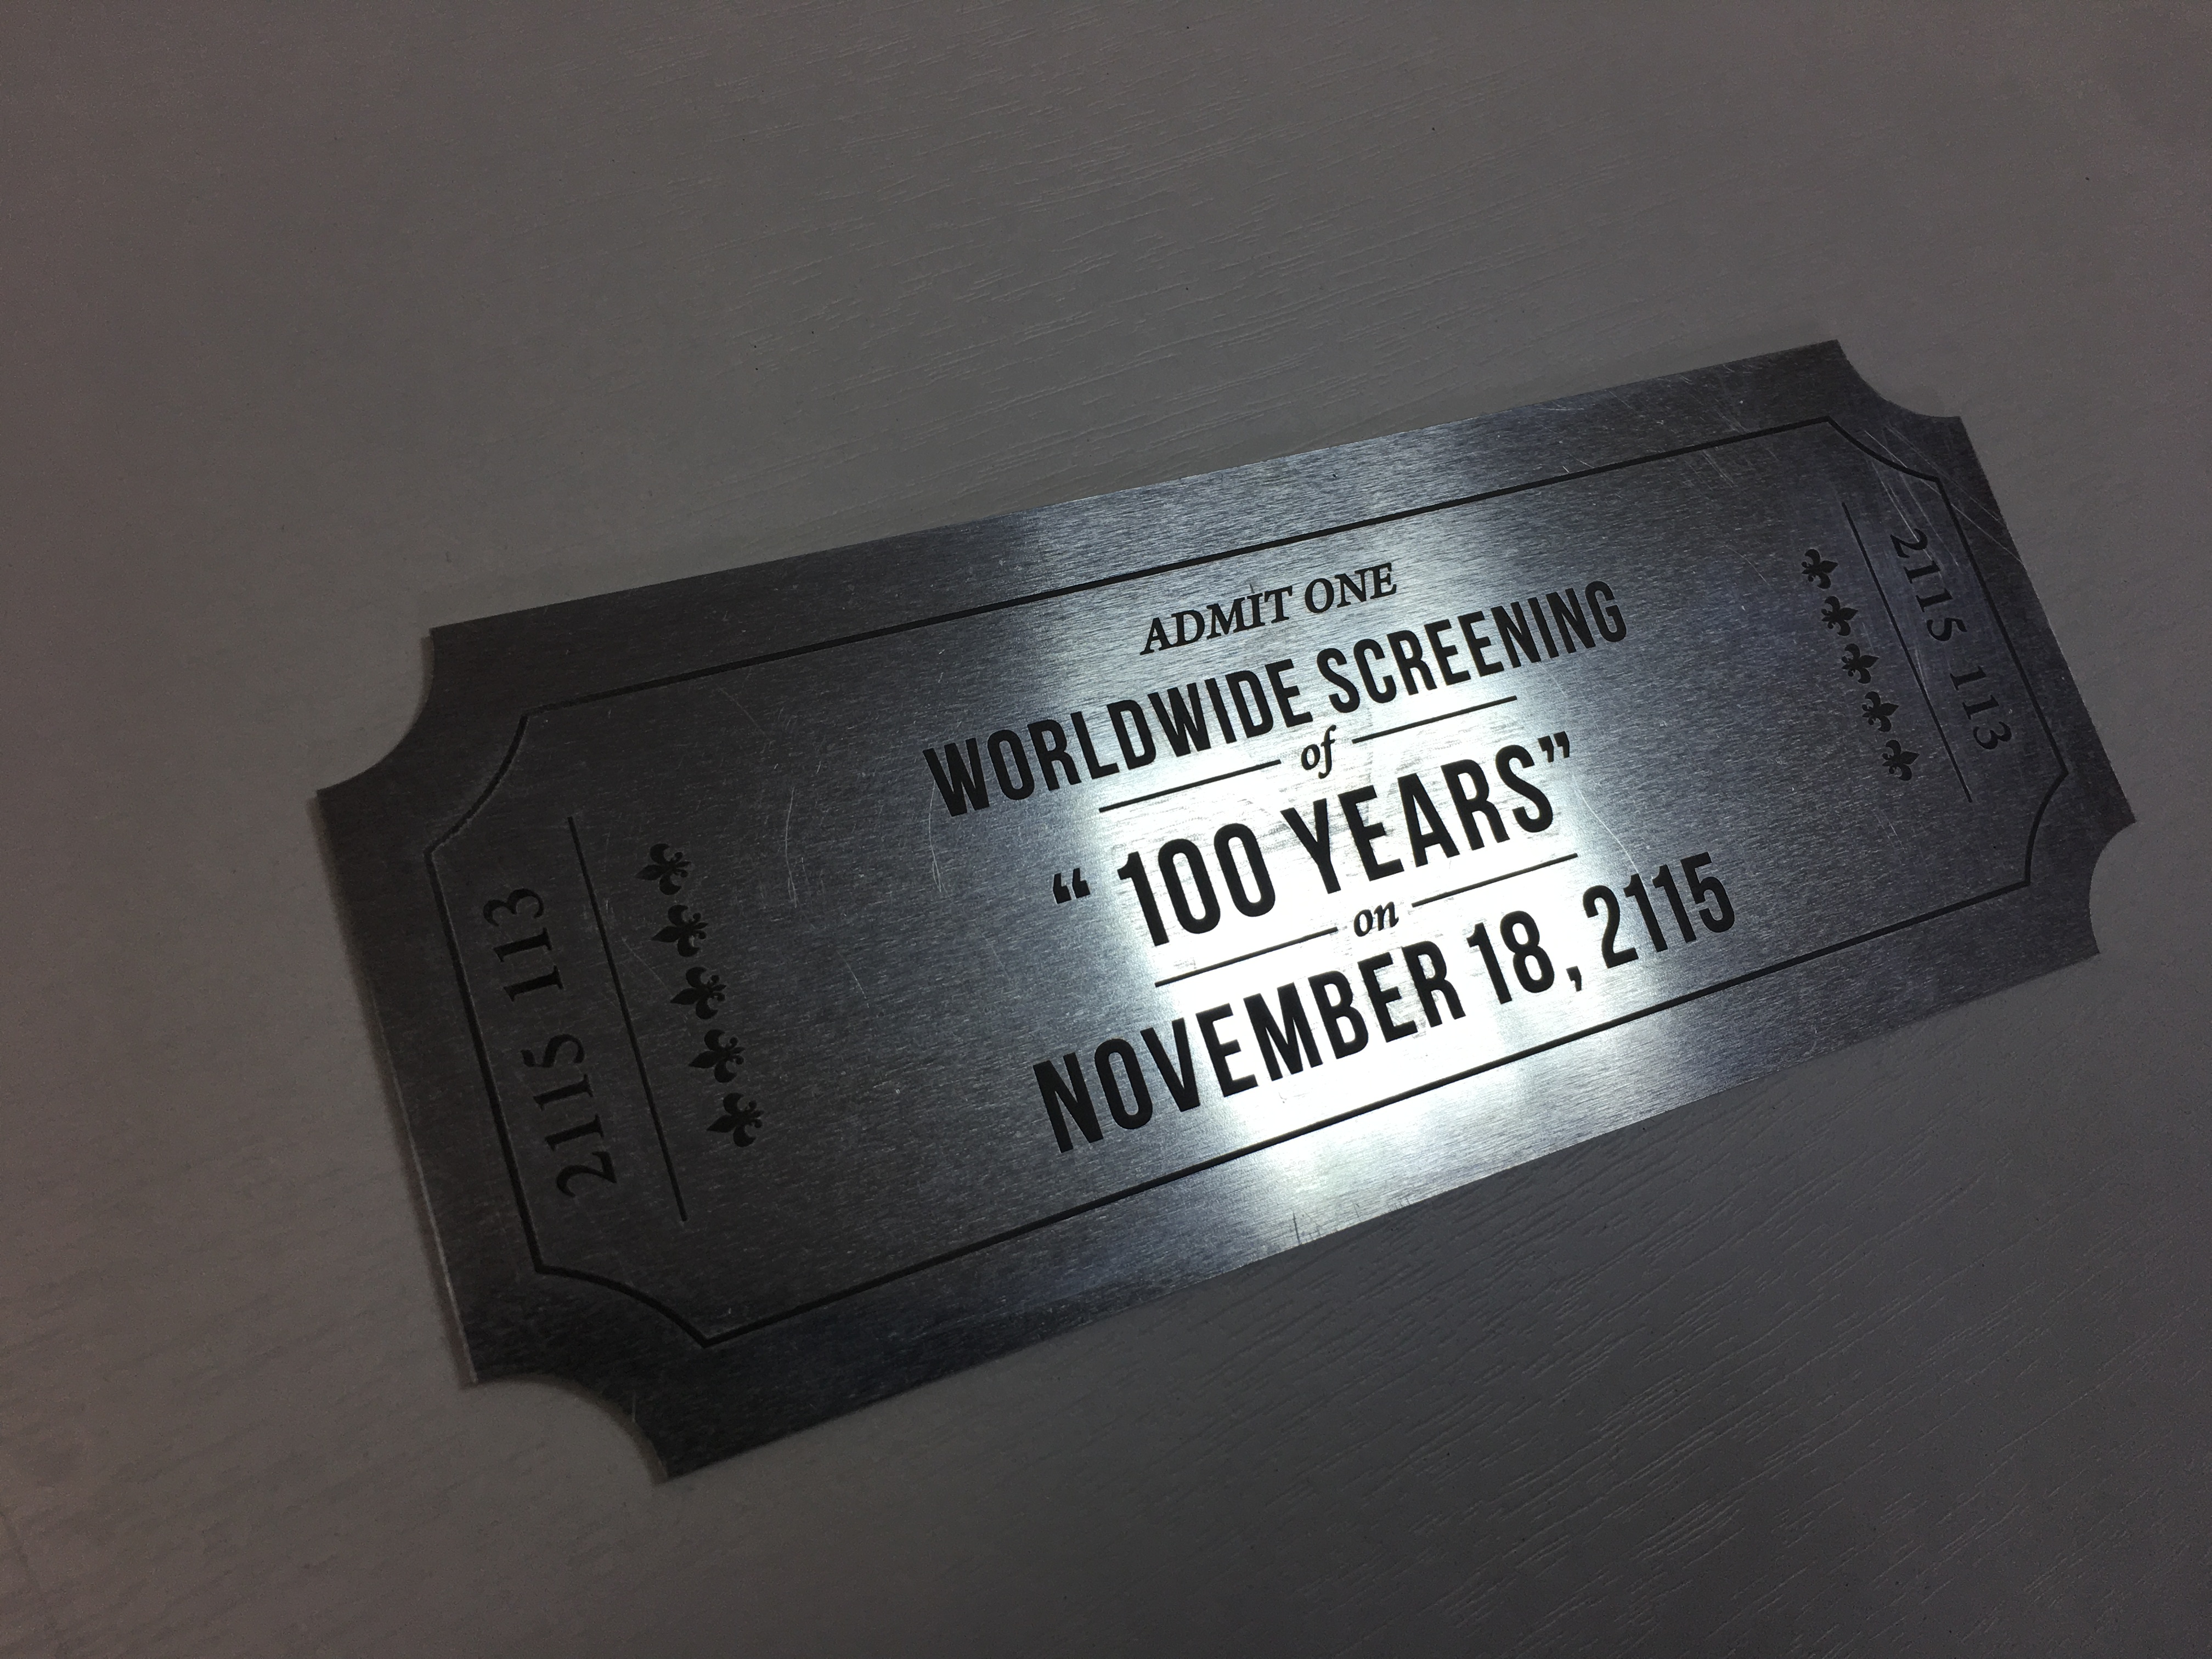 ADMIT ONE
WORLDWIDE SCREENING
of
“ 100 YEARS”
on
NOVEMBER 18, 2115
2115 113
2115 113